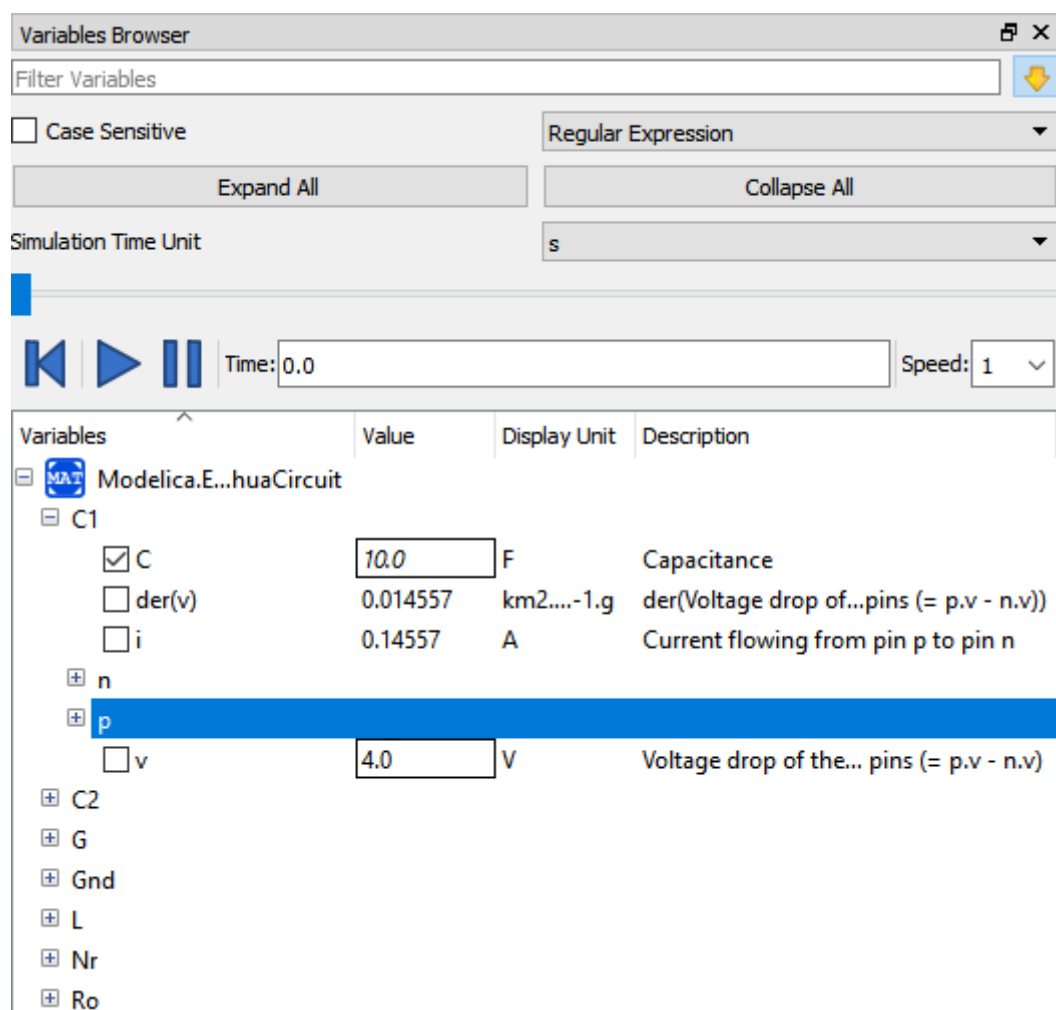 Variables Browser
Filter Variables
Case Sensitive Regular Expression
Expand All Collapse All
Simulation Time Unit s
Time: 0.0 Speed: 1
Variables Value Display Unit Description
MAT Modelica.E...huaCircuit
C1
C 10.0 F Capacitance
der(v) 0.014557 km2....-1.g der(Voltage drop of...pins (= p.v - n.v))
i 0.14557 A Current flowing from pin p to pin n
n
p
v 4.0 V Voltage drop of the... pins (= p.v - n.v)
C2
G
Gnd
L
Nr
Ro